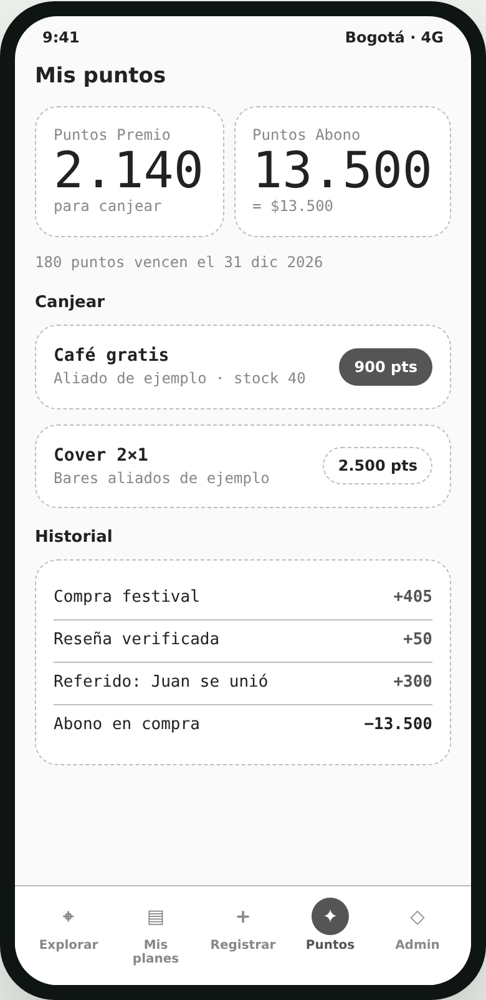 9:41
Bogotá · 4G
Mis puntos
Puntos Premio
2.140
para canjear
Puntos Abono
13.500
= $13.500
180 puntos vencen el 31 dic 2026
Canjear
Café gratis
Aliado de ejemplo · stock 40
900 pts
Cover 2×1
Bares aliados de ejemplo
2.500 pts
Historial
Compra festival +405
Reseña verificada +50
Referido: Juan se unió +300
Abono en compra −13.500
Explorar
Mis
planes
Registrar
Puntos
Admin